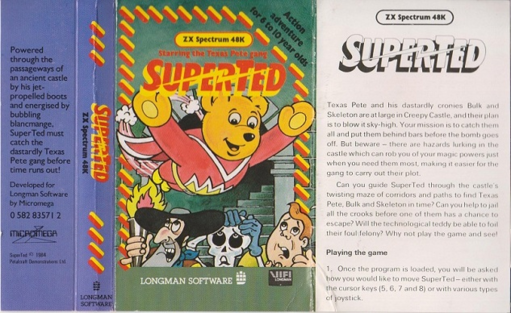 Powered
through the
passageways of
an ancient castle
by his jet-
propelled boots
and energised by
bubbling
blancmange,
SuperTed must
catch the
dastardly Texas
Pete gang before
time runs out!
Developed for
Longman Software
by Micromega
0 582 83571 2
MICROMEGA
SuperTed © 1984
Petalcraft Demonstrations Ltd.
ZX Spectrum 48K
SUPERTED
LONGMAN
SOFTWARE
ZX Spectrum 48K
Action
adventure
for 6 to 10 year olds
Starring the Texas Pete gang
SUPERTED
LONGMAN SOFTWARE
ZX Spectrum 48K
SUPERTED
Texas Pete and his dastardly cronies Bulk and
Skeleton are at large in Creepy Castle, and their plan
is to blow it sky-high. Your mission is to catch them
all and put them behind bars before the bomb goes
off. But beware – there are hazards lurking in the
castle which can rob you of your magic powers just
when you need them most, making it easier for the
gang to carry out their plot.
Can you guide SuperTed through the castle's
twisting maze of corridors and paths to find Texas
Pete, Bulk and Skeleton in time? Can you help to jail
all the crooks before one of them has a chance to
escape? Will the technological teddy be able to foil
their foul felony? Why not play the game and see!
Playing the game
1. Once the program is loaded, you will be asked
how you would like to move SuperTed – either with
the cursor keys (5, 6, 7 and 8) or with various types
of joystick.